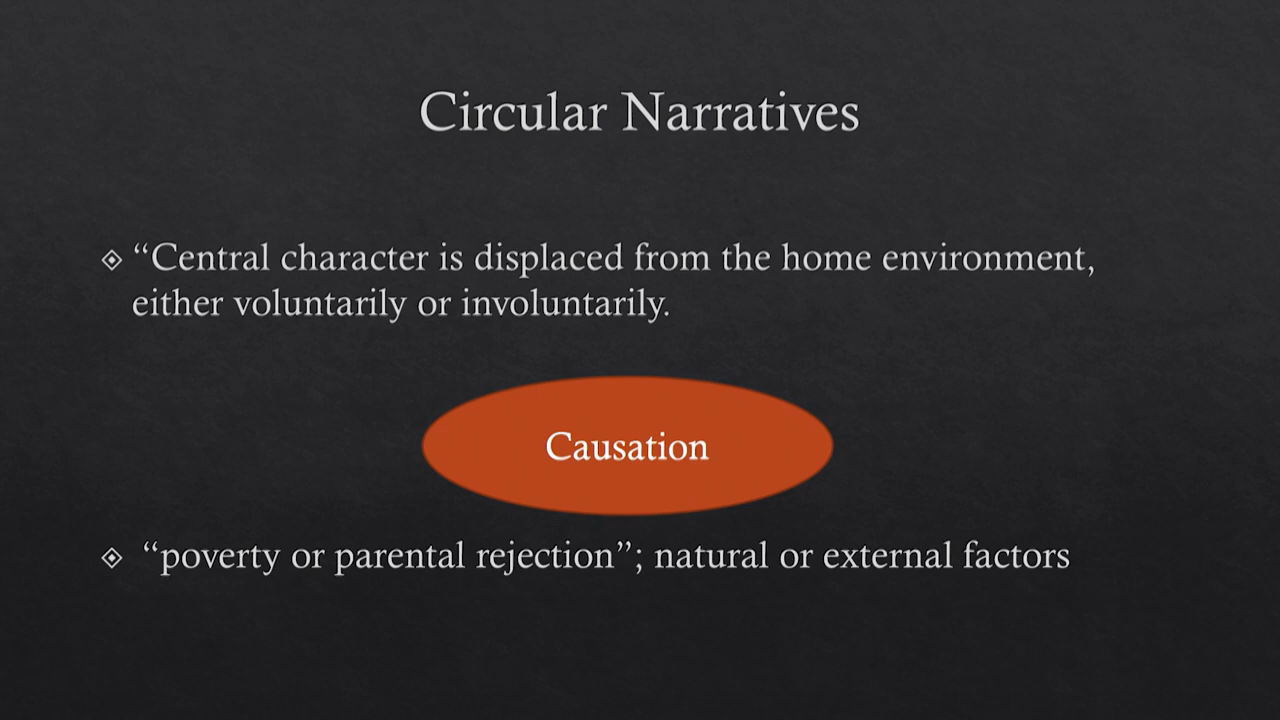 Circular Narratives
“Central character is displaced from the home environment,
either voluntarily or involuntarily.
Causation
“poverty or parental rejection”; natural or external factors